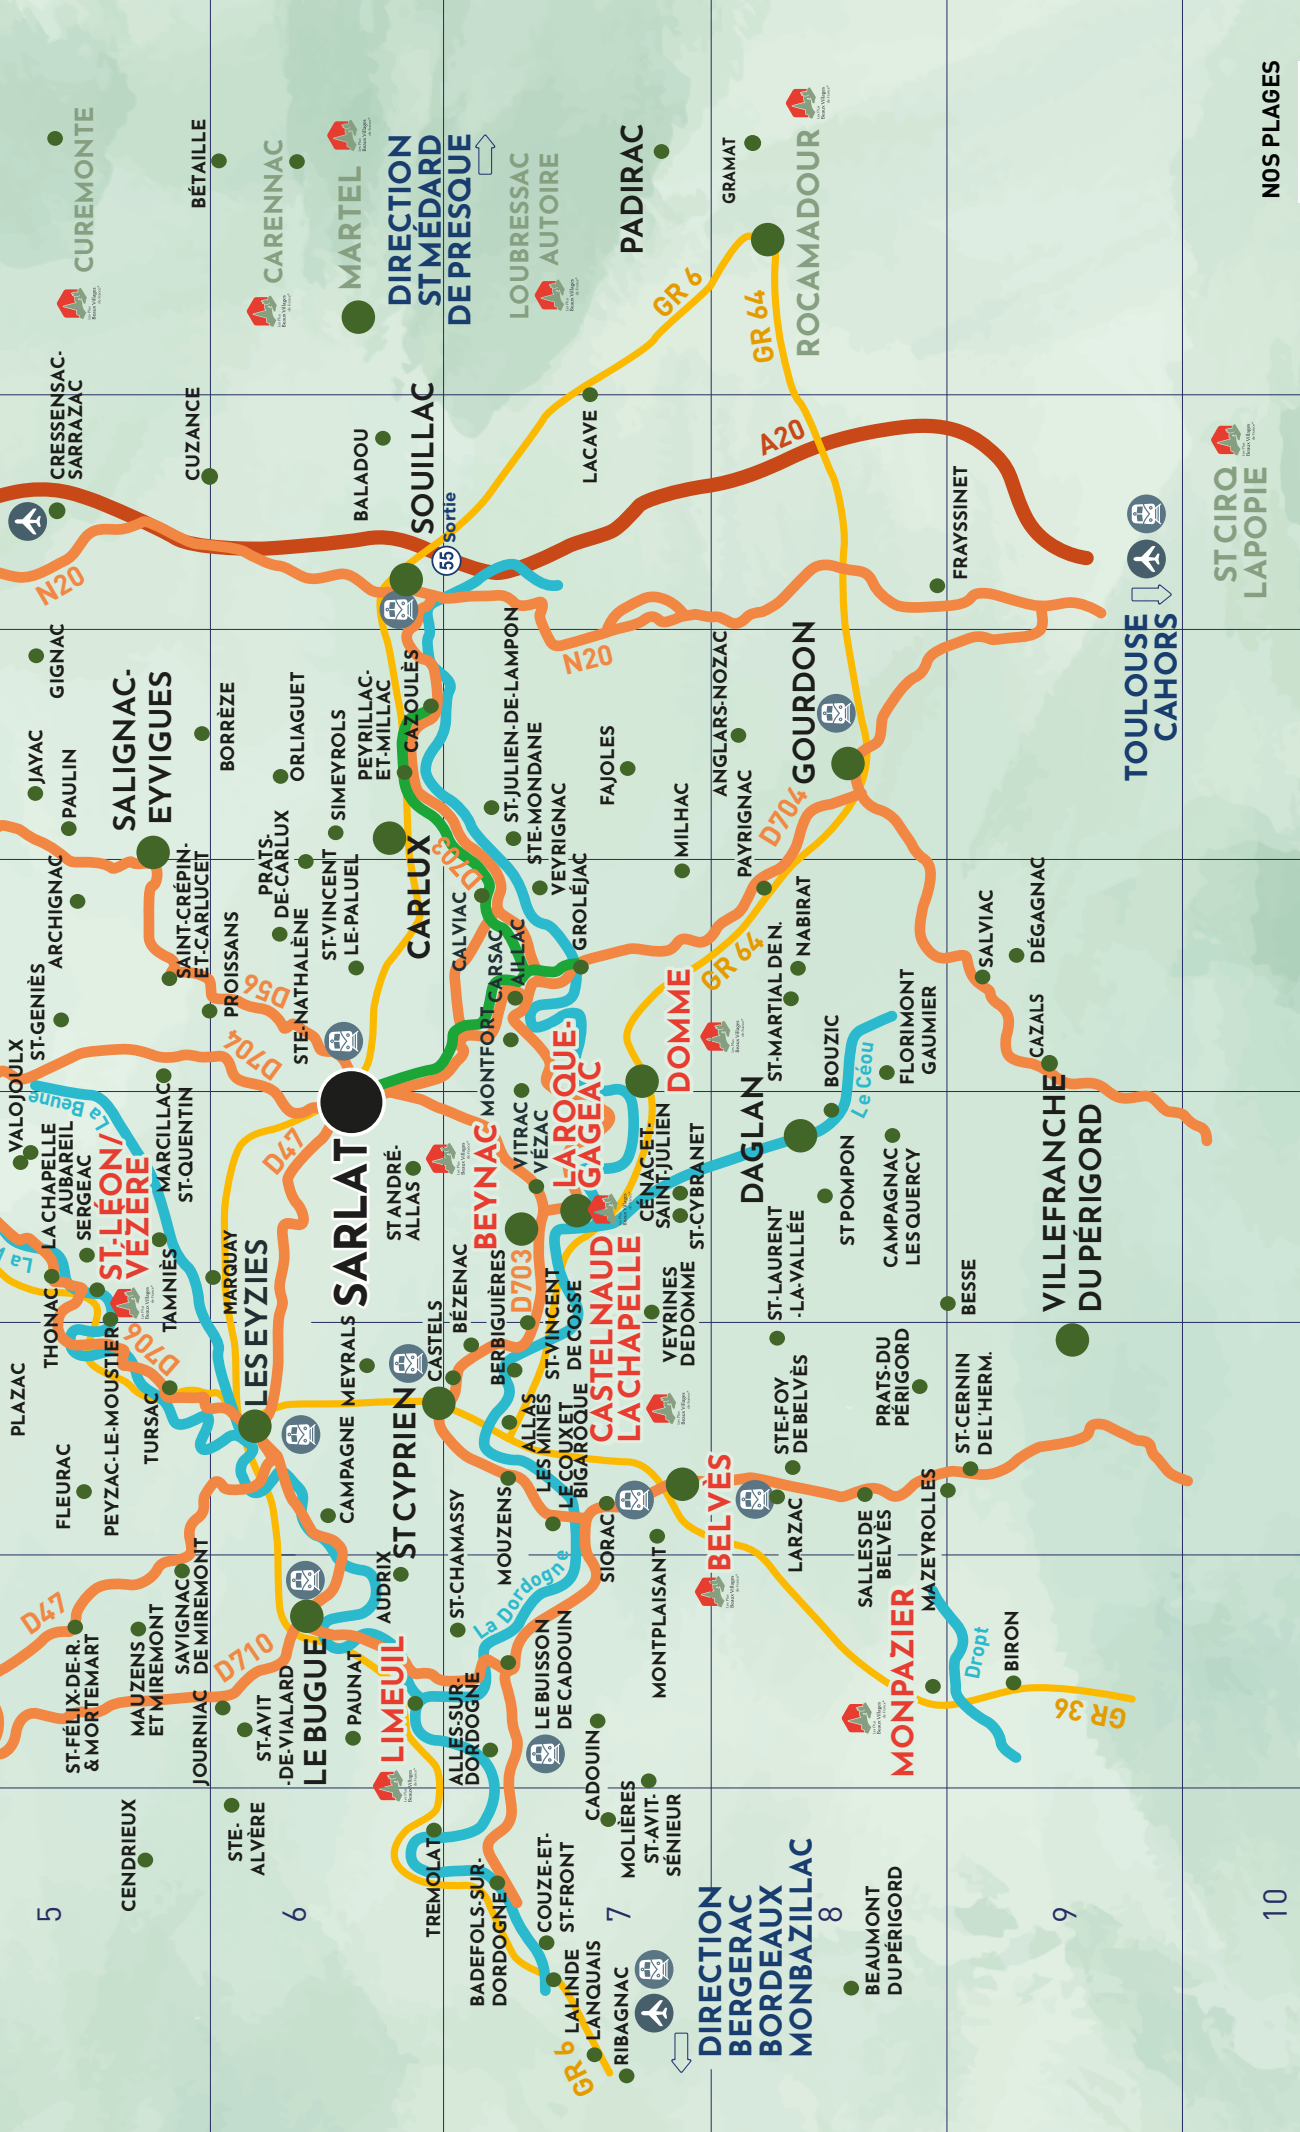 5
6
7
8
9
10
NOS PLAGES
CUREMONTE
BÉTAILLE
CARENNAC
MARTEL
DIRECTION
ST MÉDARD
DE PRESQUE
LOUBRESSAC
AUTOIRE
PADIRAC
GRAMAT
ROCAMADOUR
GR 6
GR 64
CRESSENSAC-
SARRAZAC
CUZANCE
BALADOU
SOUILLAC
55
Sortie
LACAVE
A20
FRAYSSINET
ST CIRQ
LAPOPIE
TOULOUSE
CAHORS
N20
N20
GIGNAC
JAYAC
PAULIN
SALIGNAC-
EYVIGUES
BORRÈZE
ORLIAGUET
SIMEYROLS
PEYRILLAC-
ET-MILLAC
CAZOULÈS
ST-JULIEN-DE-LAMPON
STE-MONDANE
VEYRIGNAC
FAJOLES
ANGLARS-NOZAC
GOURDON
MILHAC
PAYRIGNAC
D704
ARCHIGNAC
SAINT-CRÉPIN-
ET-CARLUCET
PRATS-
DE-CARLUX
ST-VINCENT
LE-PALUEL
CARLUX
D703
CALVIAC
CARSAC
AILLAC
GROLÉJAC
NABIRAT
ST-MARTIAL DE N.
GR 64
SALVIAC
DÉGAGNAC
CAZALS
ST-GENIÈS
PROISSANS
STE-NATHALÈNE
D56
D704
VALOJOULX
La Beune
LA CHAPELLE
AUBAREIL
SERGEAC
MARCILLAC
ST-QUENTIN
ST-LÉON/
VÉZÈRE
D47
SARLAT
MONTFORT
VITRAC
VÉZAC
LA ROQUE-
GAGEAC
DOMME
FLORIMONT
GAUMIER
BOUZIC
Le Céou
DAGLAN
CÉNAC-ET-
SAINT-JULIEN
ST-CYBRANET
ST POMPON
CAMPAGNAC
LES QUERCY
VILLEFRANCHE
DU PÉRIGORD
ST ANDRÉ-
ALLAS
BEYNAC
THONAC
TAMNIÈS
MARQUAY
LES EYZIES
D706
PLAZAC
PEYZAC-LE-MOUSTIER
TURSAC
FLEURAC
MEYRALS
CASTELS
BÉZENAC
BERBIGUIÈRES
D703
ST-VINCENT
DE COSSE
CASTELNAUD
LA CHAPELLE
VEYRINES
DE DOMME
ST-LAURENT
-LA-VALLÉE
BESSE
PRATS-DU
PÉRIGORD
ST-CERNIN
DE L'HERM.
STE-FOY
DE BELVÈS
ST CYPRIEN
CAMPAGNE
ALLAS
LES MINES
LE COUX ET
BIGAROQUE
MOUZENS
SIORAC
BELVÈS
LARZAC
SALLES DE
BELVÈS
MAZEYROLLES
MONTPLAISANT
ST-CHAMASSY
AUDRIX
La Dordogne
D47
ST-FÉLIX-DE-R.
& MORTEMART
MAUZENS
ET MIREMONT
SAVIGNAC
DE MIREMONT
D710
JOURNIAC
ST-AVIT
-DE-VIALARD
LE BUGUE
PAUNAT
LIMEUIL
ALLES-SUR-
DORDOGNE
LE BUISSON
DE CADOUIN
CADOUIN
MOLIÈRES
ST-AVIT-
SÉNIEUR
MONPAZIER
Dropt
BIRON
GR 36
CENDRIEUX
STE-
ALVÈRE
TREMOLAT
BADEFOLS-SUR-
DORDOGNE
COUZE-ET-
ST-FRONT
LALINDE
LANQUAIS
RIBAGNAC
GR 6
DIRECTION
BERGERAC
BORDEAUX
MONBAZILLAC
BEAUMONT
DU PÉRIGORD